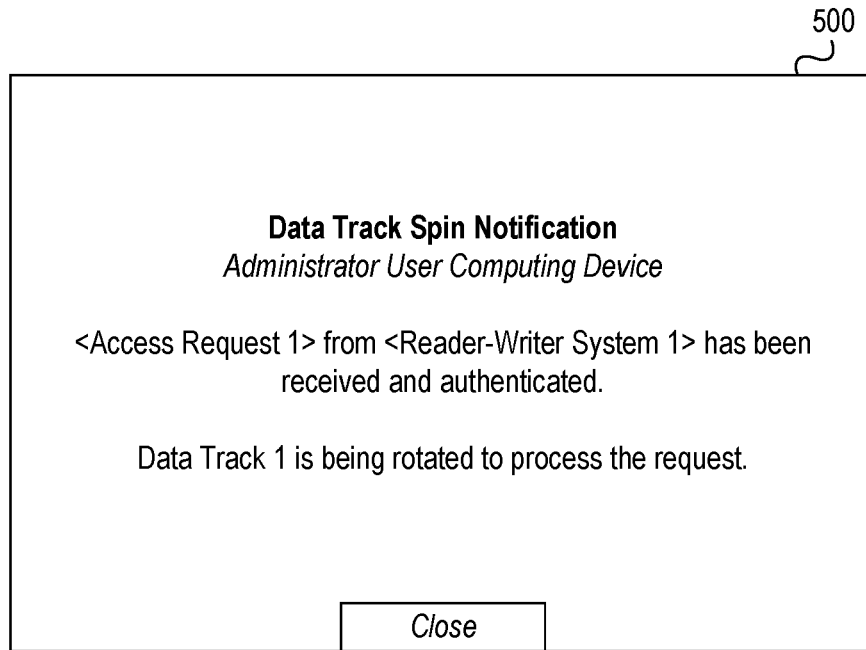 500
Data Track Spin Notification
Administrator User Computing Device
<Access Request 1> from <Reader-Writer System 1> has been
received and authenticated.
Data Track 1 is being rotated to process the request.
Close